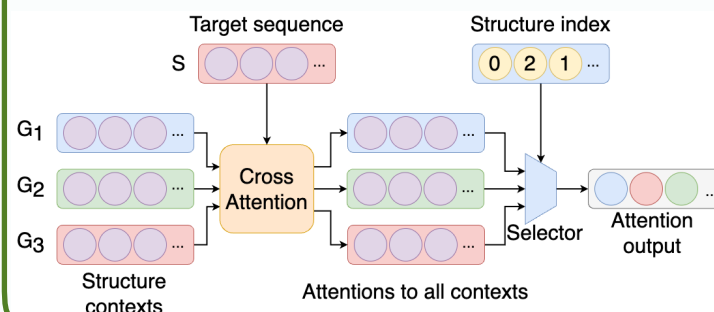 Target sequence
Structure index
S
...
0 2 1 ...
G1
...
...
G2
...
Cross
Attention
...
..
G3
...
...
Selector
Attention
output
Structure
contexts
Attentions to all contexts